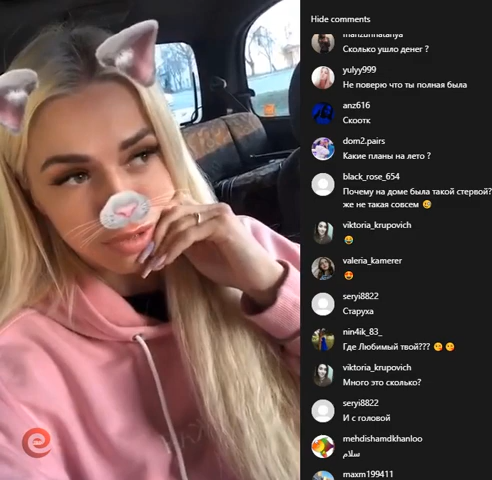 Hide comments
Сколько ушло денег ?
yulyy999
Не поверю что ты полная была
anz616
Скоотк
dom2.pairs
Какие планы на лето ?
black_rose_654
Почему на доме была такой стервой?
же не такая совсем 🥲
viktoria_krupovich
😂
valeria_kamerer
😍
seryi8822
Старуха
nin4ik_83_
Где Любимый твой??? 😘 😘
viktoria_krupovich
Много это сколько?
seryi8822
И с головой
mehdishamdkhanloo
سلام
maxm199411